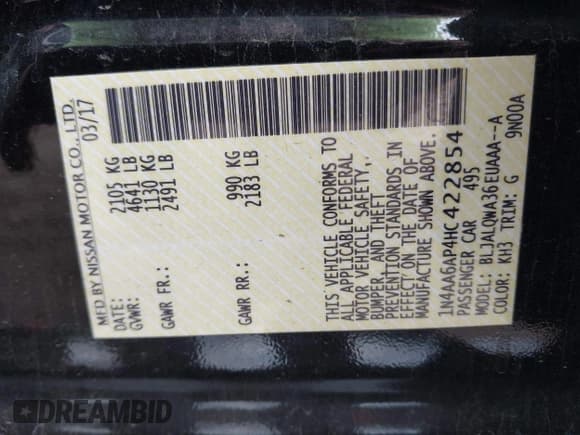 MFD BY NISSAN MOTOR CO., LTD.
03/17
GVWR: 2105 KG
4641 LB
GAWR FR.: 1130 KG
2491 LB
GAWR RR.: 990 KG
2183 LB
THIS VEHICLE CONFORMS TO
ALL APPLICABLE FEDERAL
MOTOR VEHICLE SAFETY,
BUMPER, AND THEFT
PREVENTION STANDARDS IN
EFFECT ON THE DATE OF
MANUFACTURE SHOWN ABOVE.
1N4AA6AP4HC422854
PASSENGER CAR 495
MODEL: BLJALQWA36EUAAA--A
COLOR: KH3 TRIM: G 9N00A
DREAMBID